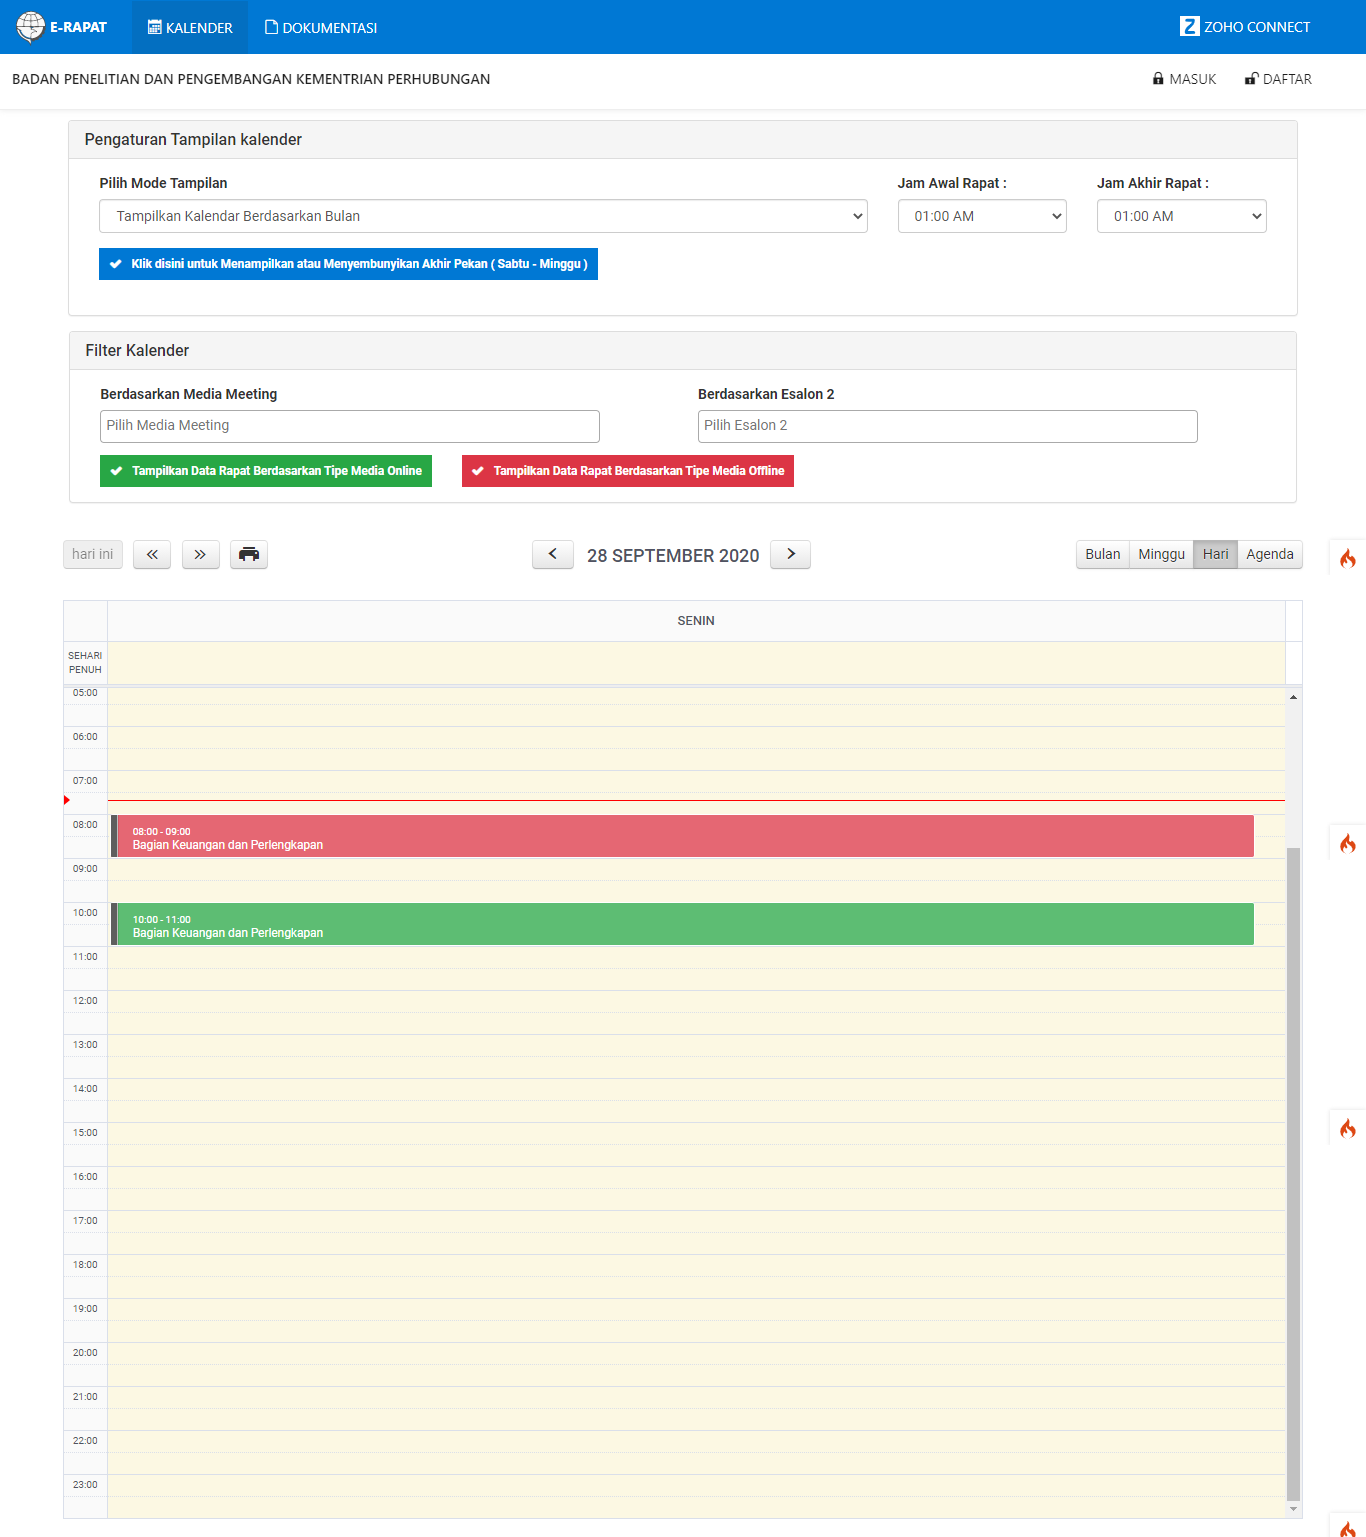 E-RAPAT KALENDER DOKUMENTASI Z ZOHO CONNECT
BADAN PENELITIAN DAN PENGEMBANGAN KEMENTRIAN PERHUBUNGAN MASUK DAFTAR
Pengaturan Tampilan kalender
Pilih Mode Tampilan Jam Awal Rapat : Jam Akhir Rapat :
Tampilkan Kalendar Berdasarkan Bulan 01:00 AM 01:00 AM
Klik disini untuk Menampilkan atau Menyembunyikan Akhir Pekan ( Sabtu - Minggu )
Filter Kalender
Berdasarkan Media Meeting Berdasarkan Esalon 2
Pilih Media Meeting Pilih Esalon 2
Tampilkan Data Rapat Berdasarkan Tipe Media Online Tampilkan Data Rapat Berdasarkan Tipe Media Offline
hari ini 28 SEPTEMBER 2020 Bulan Minggu Hari Agenda
SENIN
SEHARI
PENUH
05:00
06:00
07:00
08:00 08:00 - 09:00
Bagian Keuangan dan Perlengkapan
09:00
10:00 10:00 - 11:00
Bagian Keuangan dan Perlengkapan
11:00
12:00
13:00
14:00
15:00
16:00
17:00
18:00
19:00
20:00
21:00
22:00
23:00